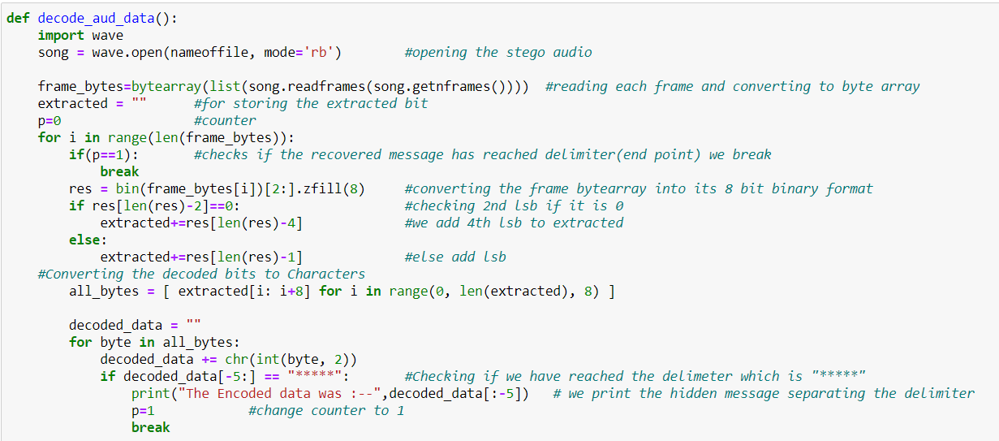 def decode_aud_data():
    import wave
    song = wave.open(nameoffile, mode='rb')        #opening the stego audio

    frame_bytes=bytearray(list(song.readframes(song.getnframes())))  #reading each frame and converting to byte array
    extracted = ""      #for storing the extracted bit
    p=0                 #counter
    for i in range(len(frame_bytes)):
        if(p==1):       #checks if the recovered message has reached delimiter(end point) we break
            break
        res = bin(frame_bytes[i])[2:].zfill(8)     #converting the frame bytearray into its 8 bit binary format
        if res[len(res)-2]==0:                     #checking 2nd lsb if it is 0
            extracted+=res[len(res)-4]             #we add 4th lsb to extracted
        else:
            extracted+=res[len(res)-1]             #else add lsb
    #Converting the decoded bits to Characters
        all_bytes = [ extracted[i: i+8] for i in range(0, len(extracted), 8) ]

        decoded_data = ""
        for byte in all_bytes:
            decoded_data += chr(int(byte, 2))
            if decoded_data[-5:] == "*****":       #Checking if we have reached the delimeter which is "*****"
                print("The Encoded data was :--",decoded_data[:-5])   # we print the hidden message separating the delimiter
                p=1           #change counter to 1
                break